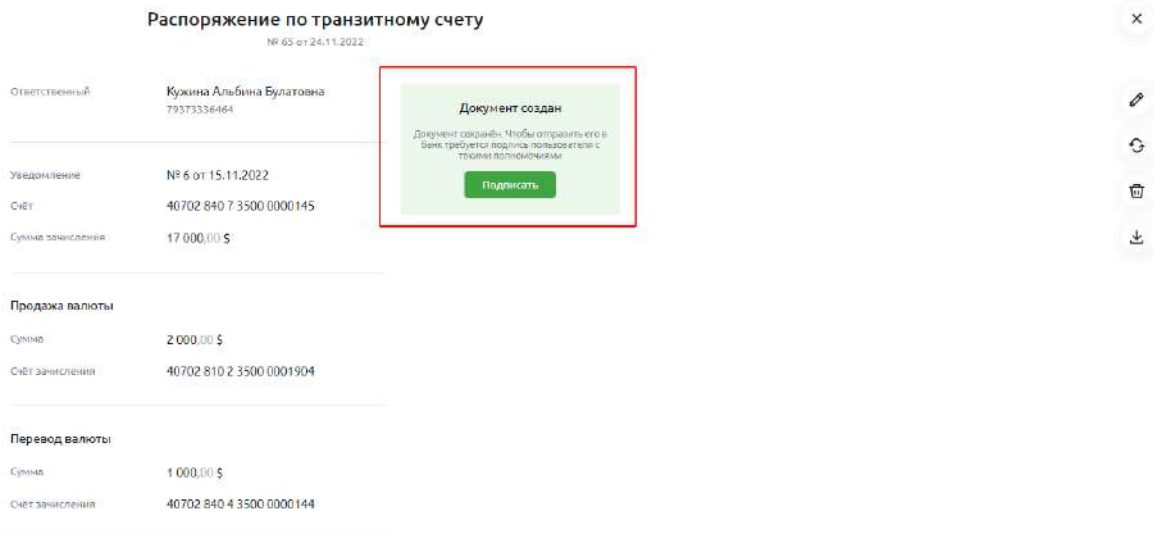 Распоряжение по транзитному счету
№ 65 от 24.11.2022
Ответственный
Кужина Альбина Булатовна
79373336464
Документ создан
Документ сохранён. Чтобы отправить его в
банк требуется подпись пользователя с
такими полномочиями
Подписать
Уведомление
№ 6 от 15.11.2022
Счёт
40702 840 7 3500 0000145
Сумма зачисления
17 000,00 $
Продажа валюты
Сумма
2 000,00 $
Счёт зачисления
40702 810 2 3500 0001904
Перевод валюты
Сумма
1 000,00 $
Счёт зачисления
40702 840 4 3500 0000144